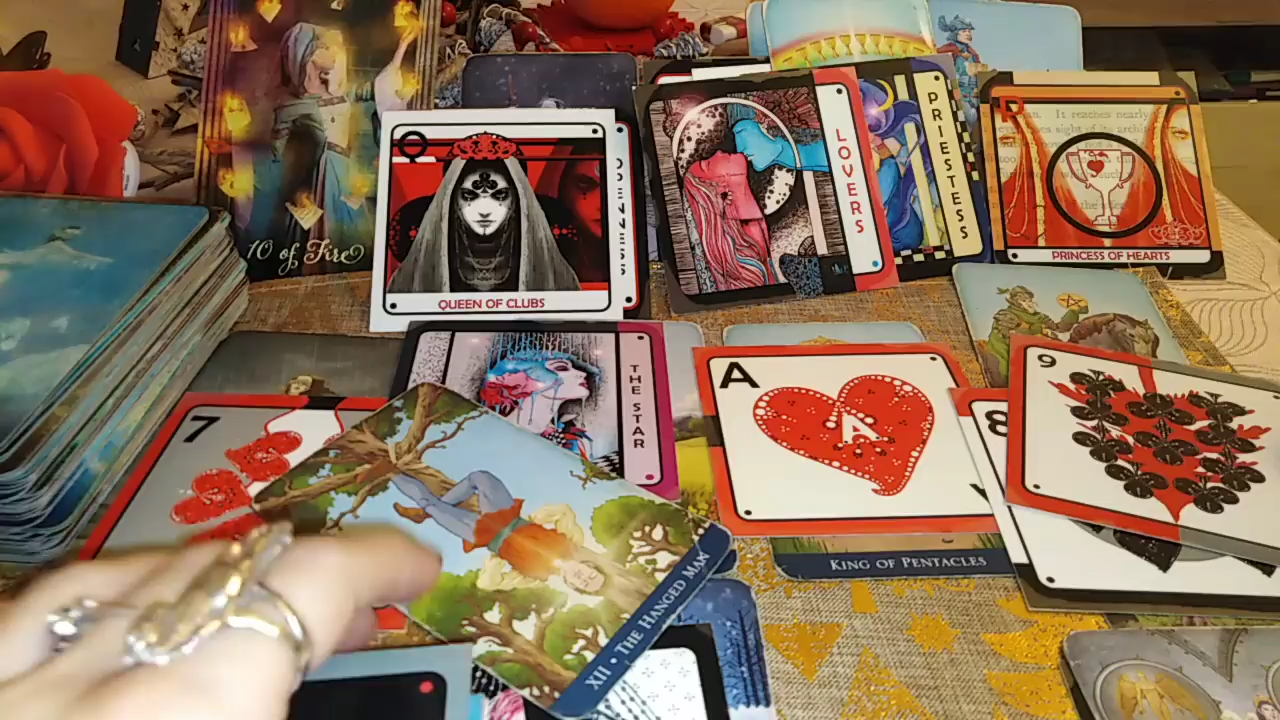 10 of Fire
Q
QUEEN OF CLUBS
LOVERS
PRIESTESS
P
It reaches nearly
PRINCESS OF HEARTS
7
THE STAR
A
A
KING OF PENTACLES
8
9
XII • THE HANGED MAN